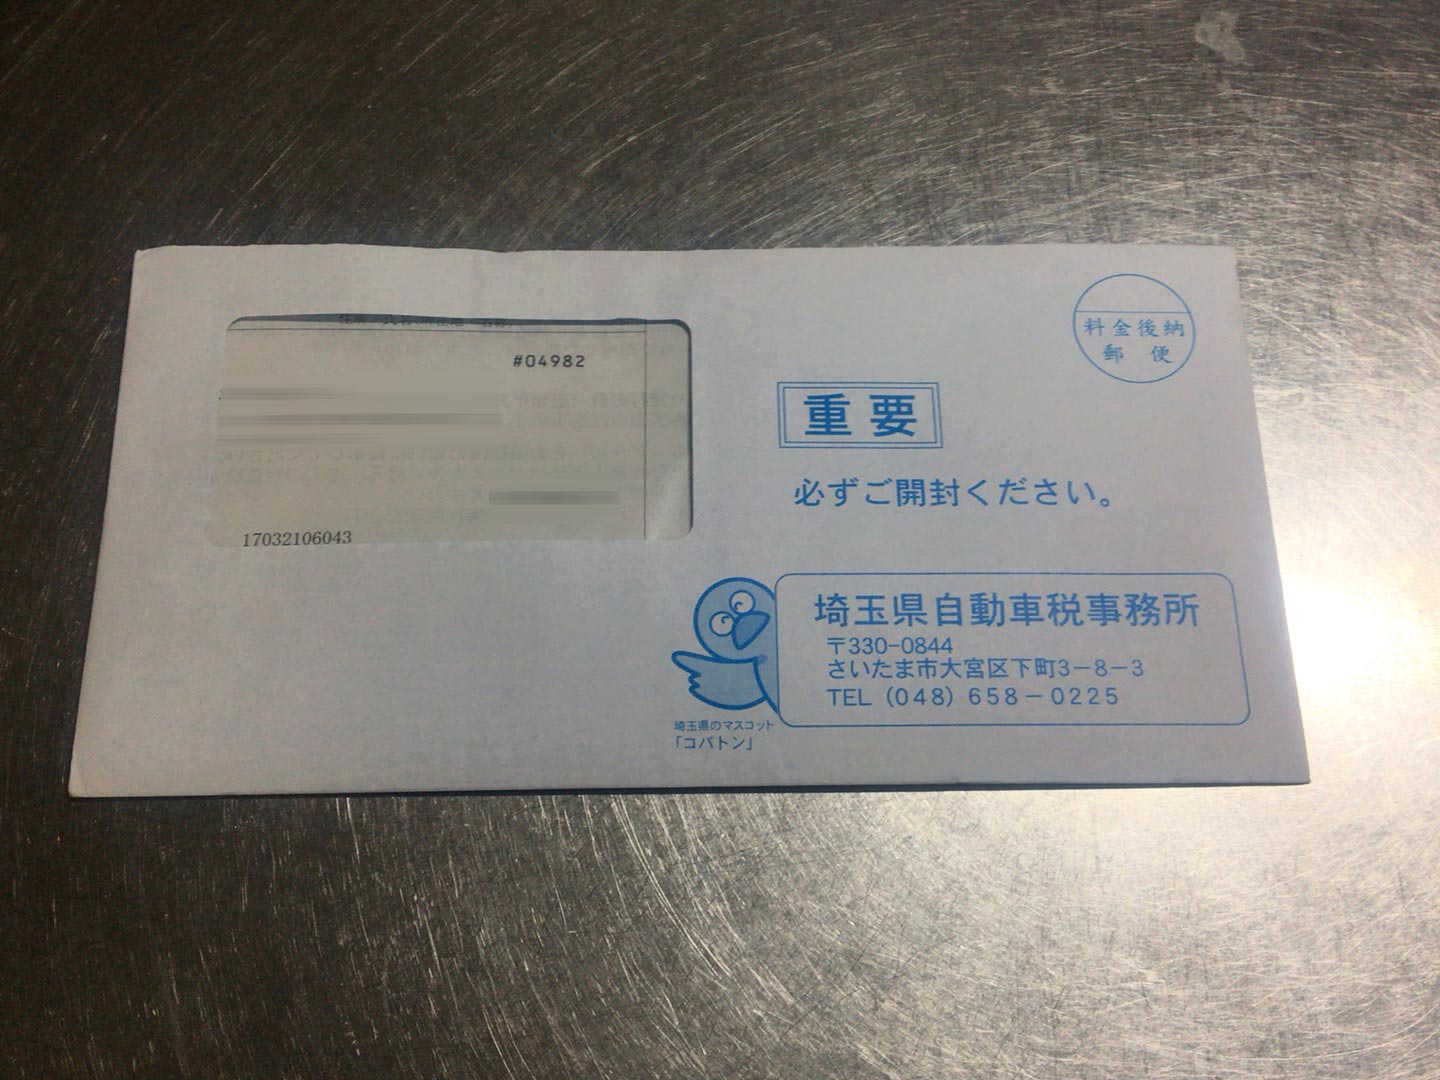 料金後納
郵便
#04982
17032106043
重要
必ずご開封ください。
埼玉県自動車税事務所
〒330-0844
さいたま市大宮区下町3-8-3
TEL (048) 658-0225
埼玉県のマスコット
「コバトン」